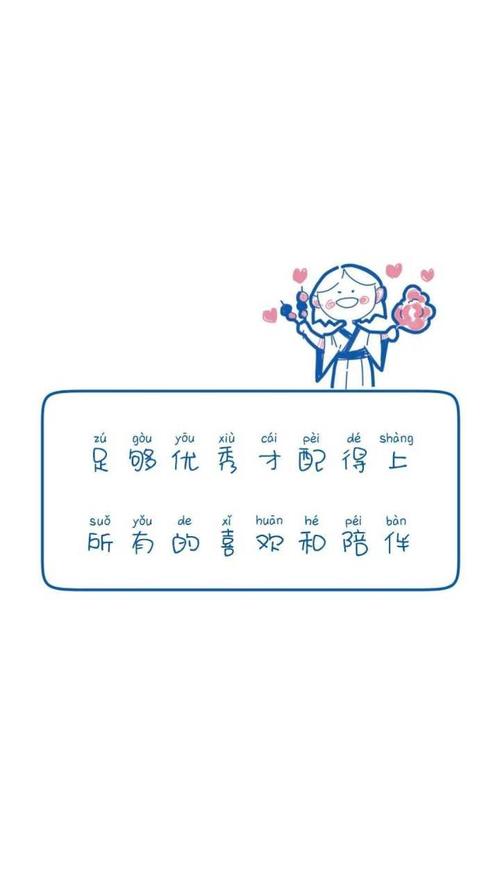 zú gòu yōu xiù cái pèi dé shàng
足够优秀才配得上
suǒ yǒu de xǐ huān hé péi bàn
所有的喜欢和陪伴